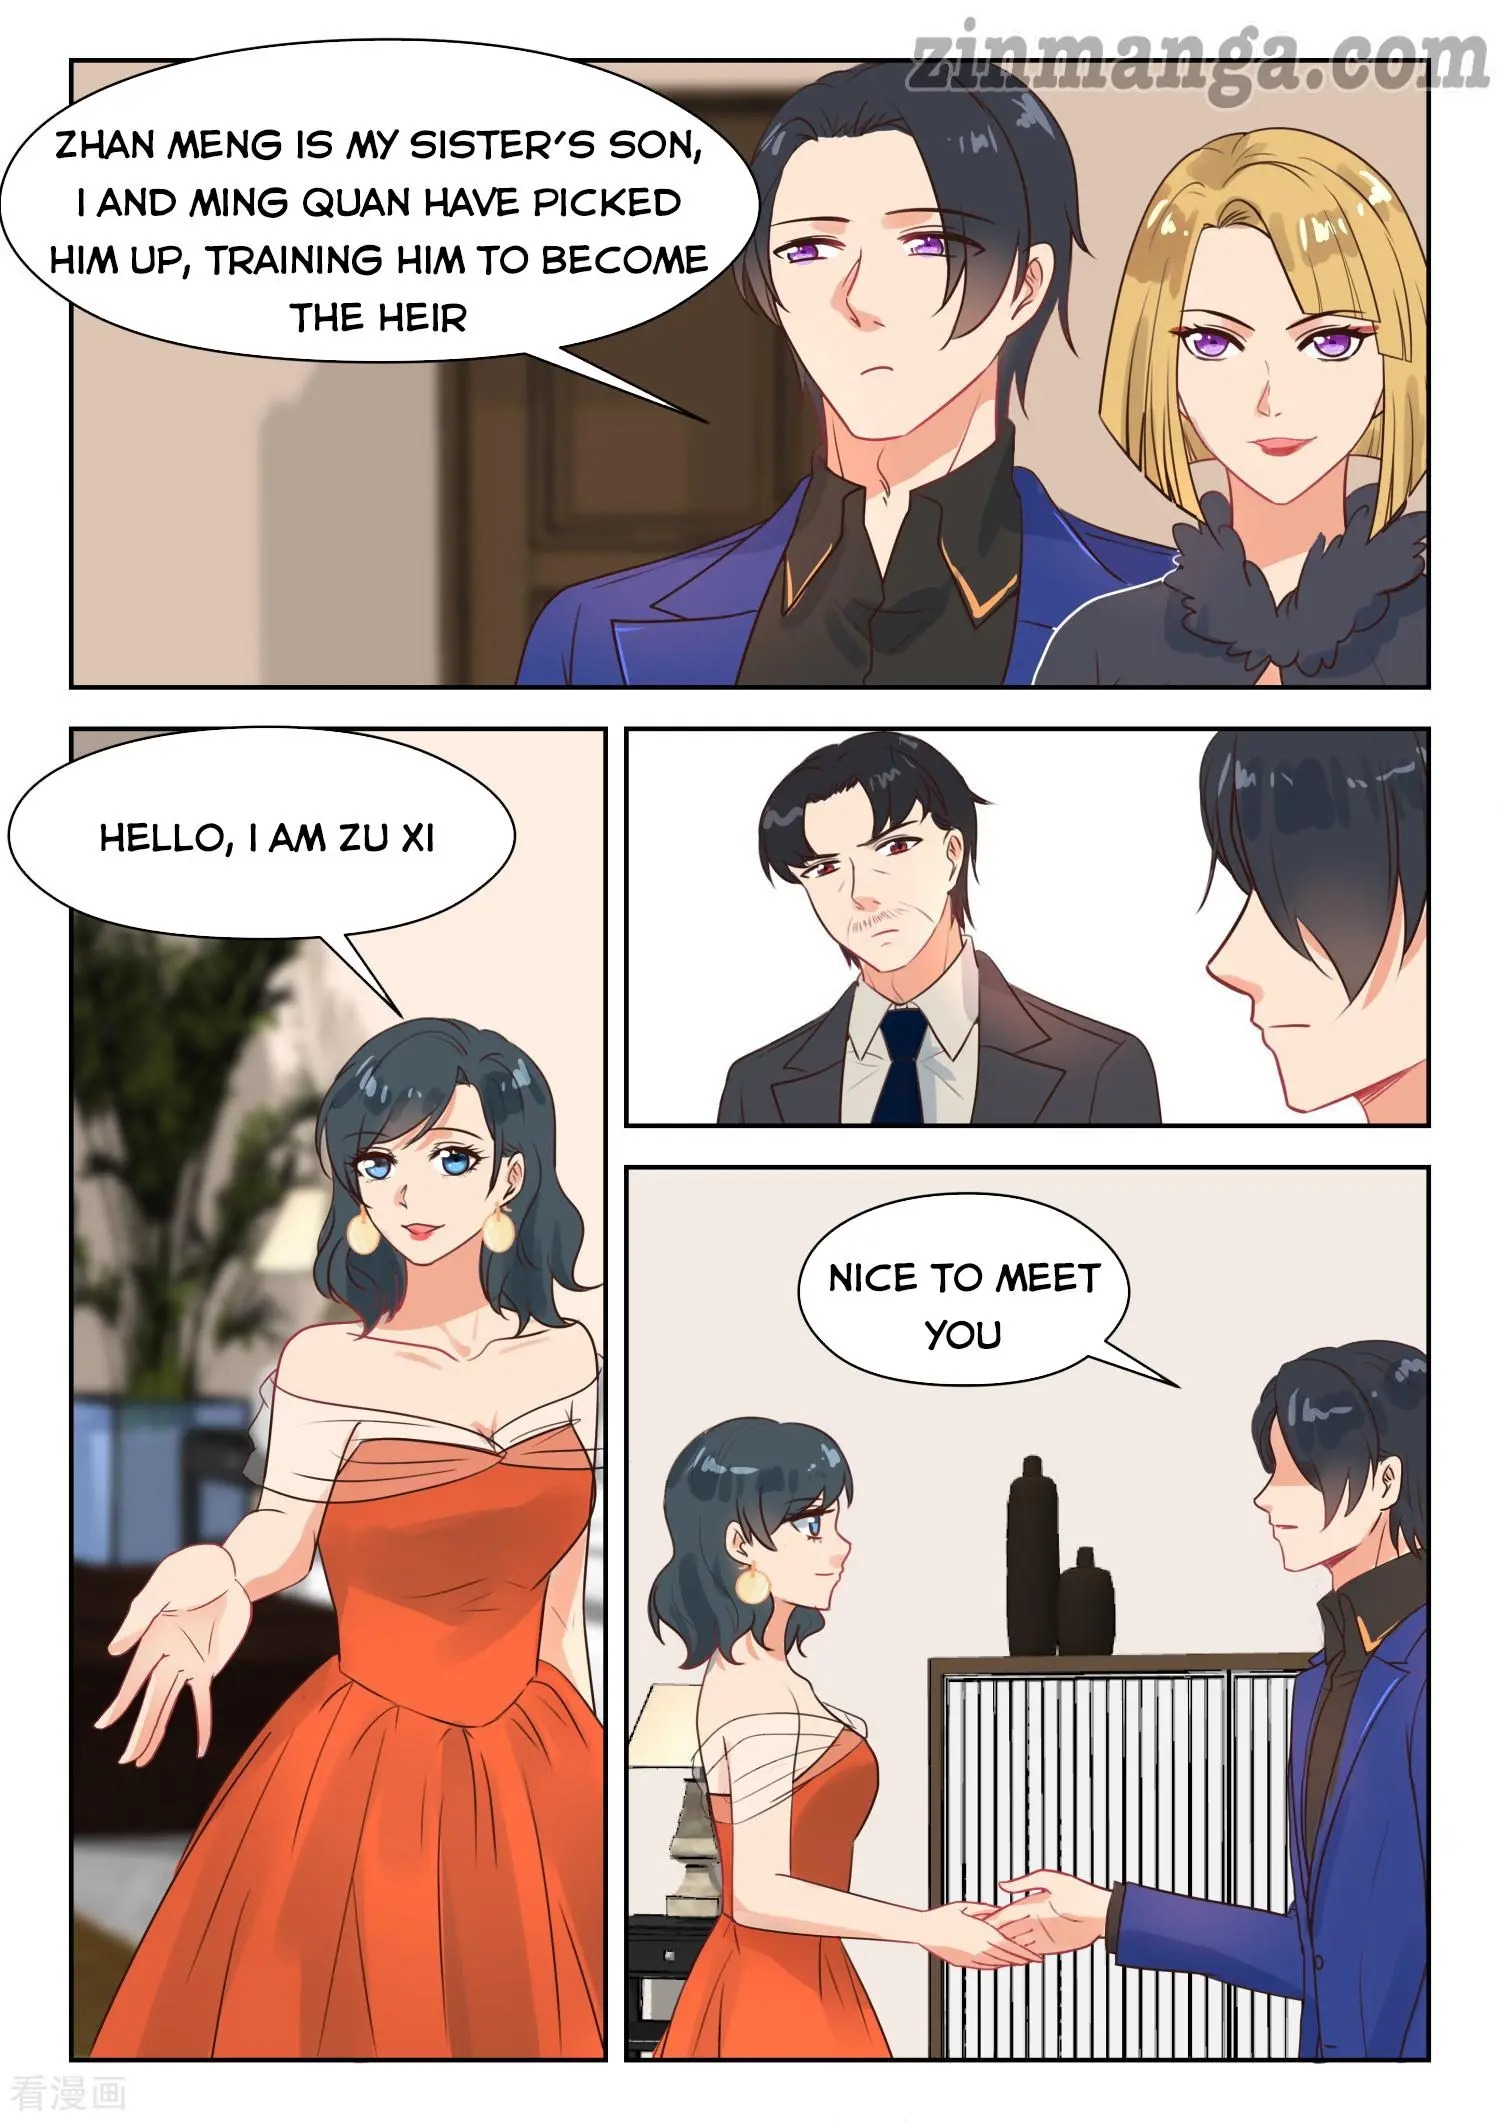 zinmanga.com
ZHAN MENG IS MY SISTER'S SON,
I AND MING QUAN HAVE PICKED
HIM UP, TRAINING HIM TO BECOME
THE HEIR
HELLO, I AM ZU XI
NICE TO MEET
YOU
看漫画